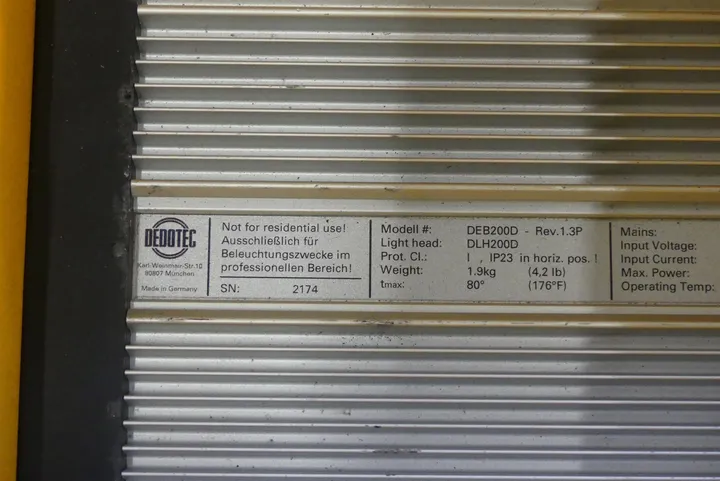 DEDOTEC
Karl-Weinmair-Str.10
80807 München
Made in Germany
Not for residential use!
Ausschließlich für
Beleuchtungszwecke im
professionellen Bereich!
SN: 2174
Modell #: DEB200D - Rev.1.3P
Light head: DLH200D
Prot. Cl.: I , IP23 in horiz. pos. !
Weight: 1.9kg (4,2 lb)
tmax: 80° (176°F)
Mains:
Input Voltage:
Input Current:
Max. Power:
Operating Temp: